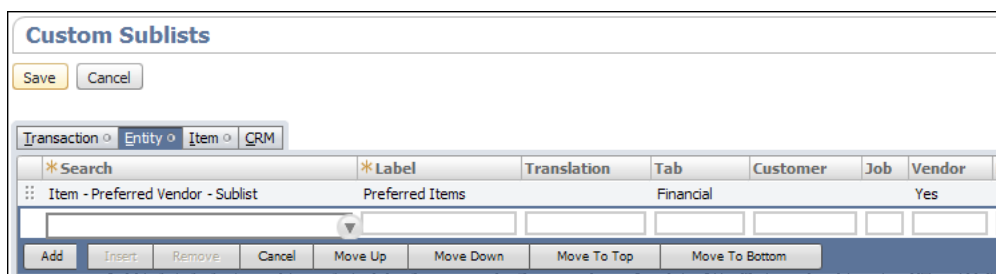 Custom Sublists
Save Cancel
Transaction Entity Item CRM
*Search *Label Translation Tab Customer Job Vendor
Item - Preferred Vendor - Sublist Preferred Items Financial Yes
Add Insert Remove Cancel Move Up Move Down Move To Top Move To Bottom